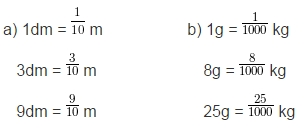 a) 1dm = 1/10 m b) 1g = 1/1000 kg
3dm = 3/10 m 8g = 8/1000 kg
9dm = 9/10 m 25g = 25/1000 kg